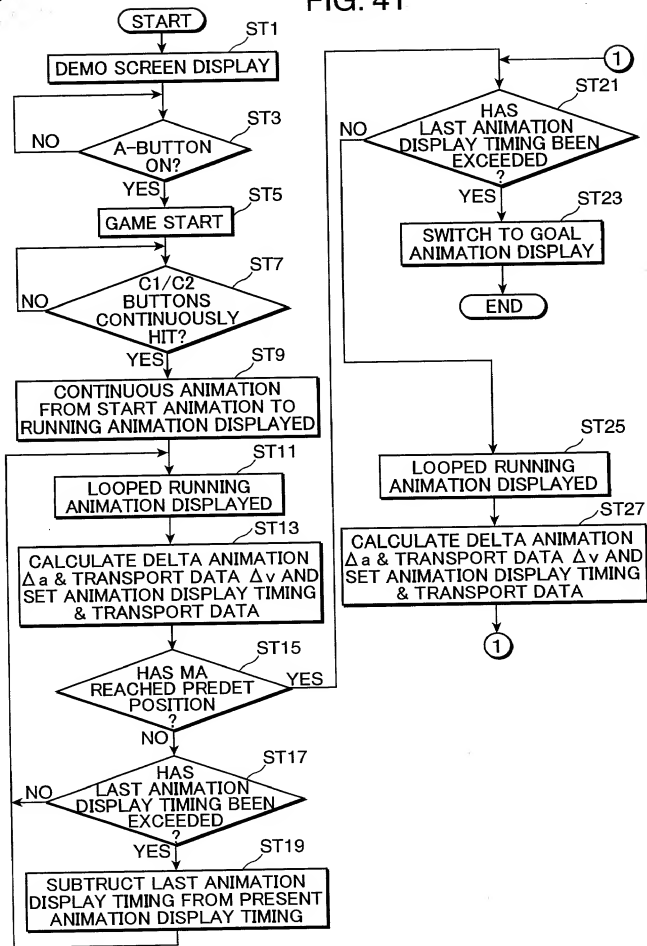 FIG. 41
START
ST1
DEMO SCREEN DISPLAY
ST3
NO
A-BUTTON
ON?
YES
ST5
GAME START
ST7
NO
C1/C2
BUTTONS
CONTINUOUSLY
HIT?
YES
ST9
CONTINUOUS ANIMATION
FROM START ANIMATION TO
RUNNING ANIMATION DISPLAYED
ST11
LOOPED RUNNING
ANIMATION DISPLAYED
ST13
CALCULATE DELTA ANIMATION
Δa & TRANSPORT DATA Δv AND
SET ANIMATION DISPLAY TIMING
& TRANSPORT DATA
ST15
HAS MA
REACHED PREDET
POSITION
?
YES
NO
ST17
HAS
LAST ANIMATION
DISPLAY TIMING BEEN
EXCEEDED
?
NO
YES
ST19
SUBTRUCT LAST ANIMATION
DISPLAY TIMING FROM PRESENT
ANIMATION DISPLAY TIMING
1
ST21
HAS
LAST ANIMATION
DISPLAY TIMING BEEN
EXCEEDED
?
NO
YES
ST23
SWITCH TO GOAL
ANIMATION DISPLAY
END
ST25
LOOPED RUNNING
ANIMATION DISPLAYED
ST27
CALCULATE DELTA ANIMATION
Δa & TRANSPORT DATA Δv AND
SET ANIMATION DISPLAY TIMING
& TRANSPORT DATA
1